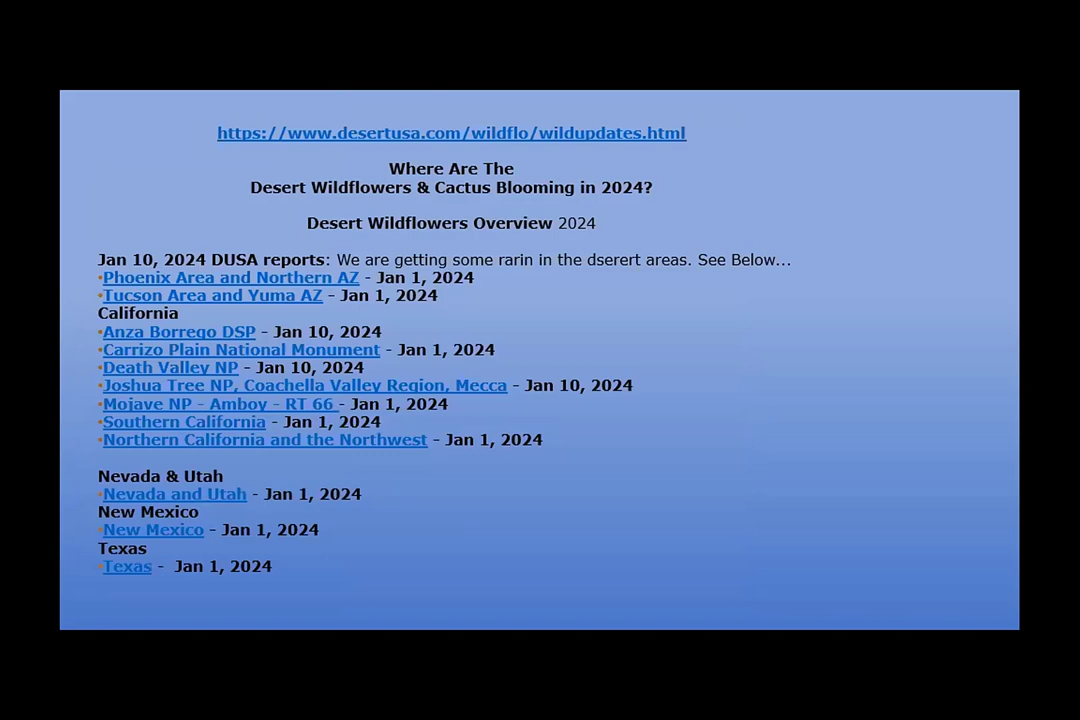 https://www.desertusa.com/wildflo/wildupdates.html
Where Are The
Desert Wildflowers & Cactus Blooming in 2024?
Desert Wildflowers Overview 2024
Jan 10, 2024 DUSA reports: We are getting some rarin in the dserert areas. See Below...
•Phoenix Area and Northern AZ - Jan 1, 2024
•Tucson Area and Yuma AZ - Jan 1, 2024
California
•Anza Borrego DSP - Jan 10, 2024
•Carrizo Plain National Monument - Jan 1, 2024
•Death Valley NP - Jan 10, 2024
•Joshua Tree NP, Coachella Valley Region, Mecca - Jan 10, 2024
•Mojave NP - Amboy - RT 66 - Jan 1, 2024
•Southern California - Jan 1, 2024
•Northern California and the Northwest - Jan 1, 2024
Nevada & Utah
•Nevada and Utah - Jan 1, 2024
New Mexico
•New Mexico - Jan 1, 2024
Texas
•Texas - Jan 1, 2024